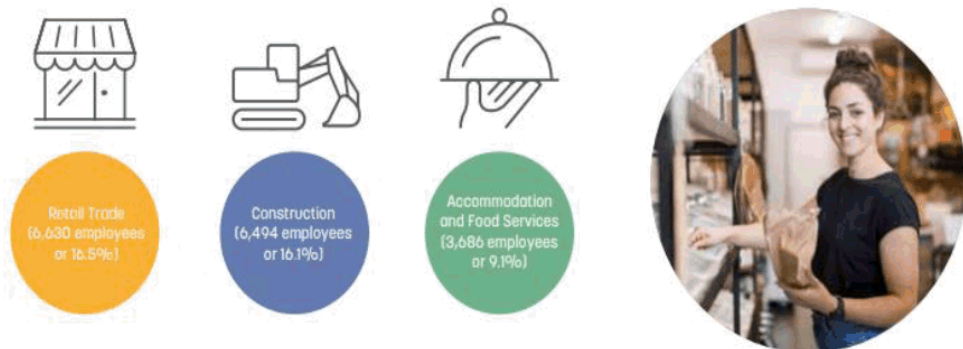 Retail Trade
(6,630 employees
or 16.5%)
Construction
(6,494 employees
or 16.1%)
Accommodation
and Food Services
(3,686 employees
or 9.1%)